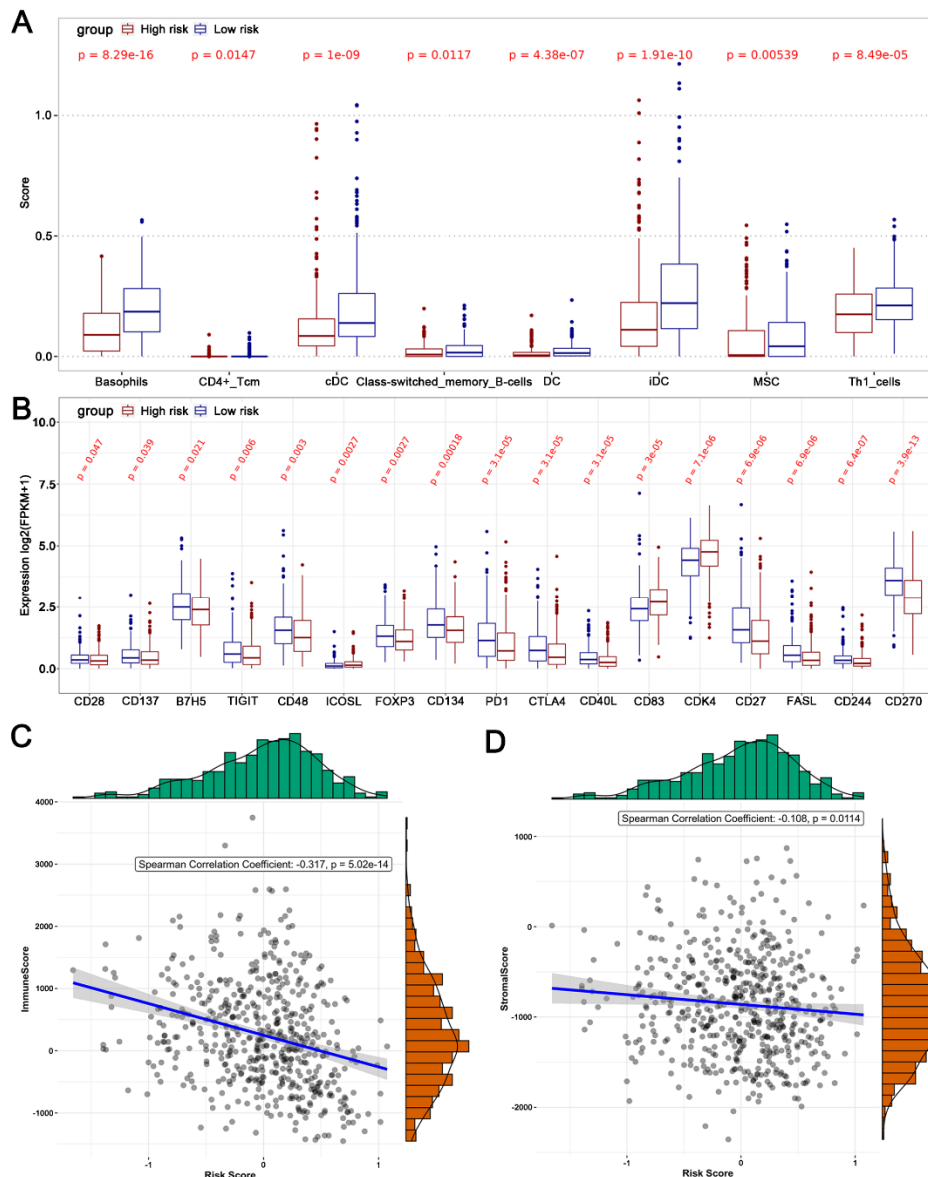 A
group High risk Low risk
p = 8.29e-16 p = 0.0147 p = 1e-09 p = 0.0117 p = 4.38e-07 p = 1.91e-10 p = 0.00539 p = 8.49e-05
Score
1.0
0.5
0.0
Basophils CD4+_Tcm cDC Class-switched_memory_B-cells DC iDC MSC Th1_cells
B
group High risk Low risk
p = 0.047 p = 0.039 p = 0.021 p = 0.006 p = 0.003 p = 0.0027 p = 0.0027 p = 0.00018 p = 3.1e-05 p = 3.1e-05 p = 3.1e-05 p = 3e-05 p = 7.1e-06 p = 6.9e-06 p = 6.9e-06 p = 6.4e-07 p = 3.9e-13
Expression log2(FPKM+1)
10.0
7.5
5.0
2.5
0.0
CD28 CD137 B7H5 TIGIT CD48 ICOSL FOXP3 CD134 PD1 CTLA4 CD40L CD83 CDK4 CD27 FASL CD244 CD270
C
Spearman Correlation Coefficient: -0.317, p = 5.02e-14
ImmuneScore
4000
3000
2000
1000
0
-1000
-1 0 1
Risk Score
D
Spearman Correlation Coefficient: -0.108, p = 0.0114
StromalScore
1000
0
-1000
-2000
-1 0 1
Risk Score